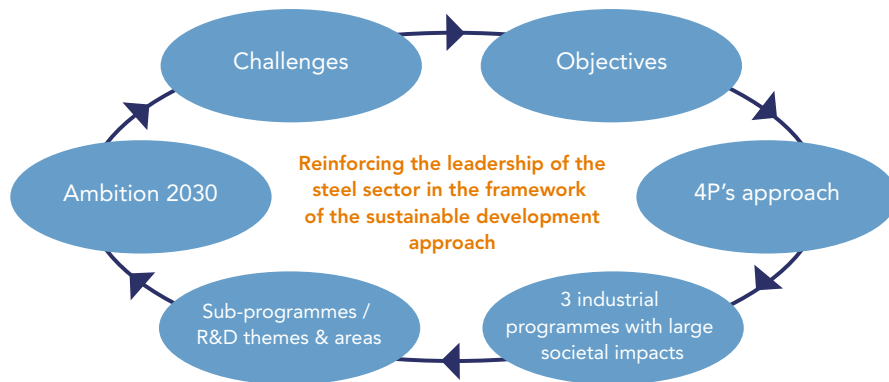 Challenges
Objectives
Ambition 2030
Reinforcing the leadership of the
steel sector in the framework
of the sustainable development
approach
4P's approach
Sub-programmes /
R&D themes & areas
3 industrial
programmes with large
societal impacts